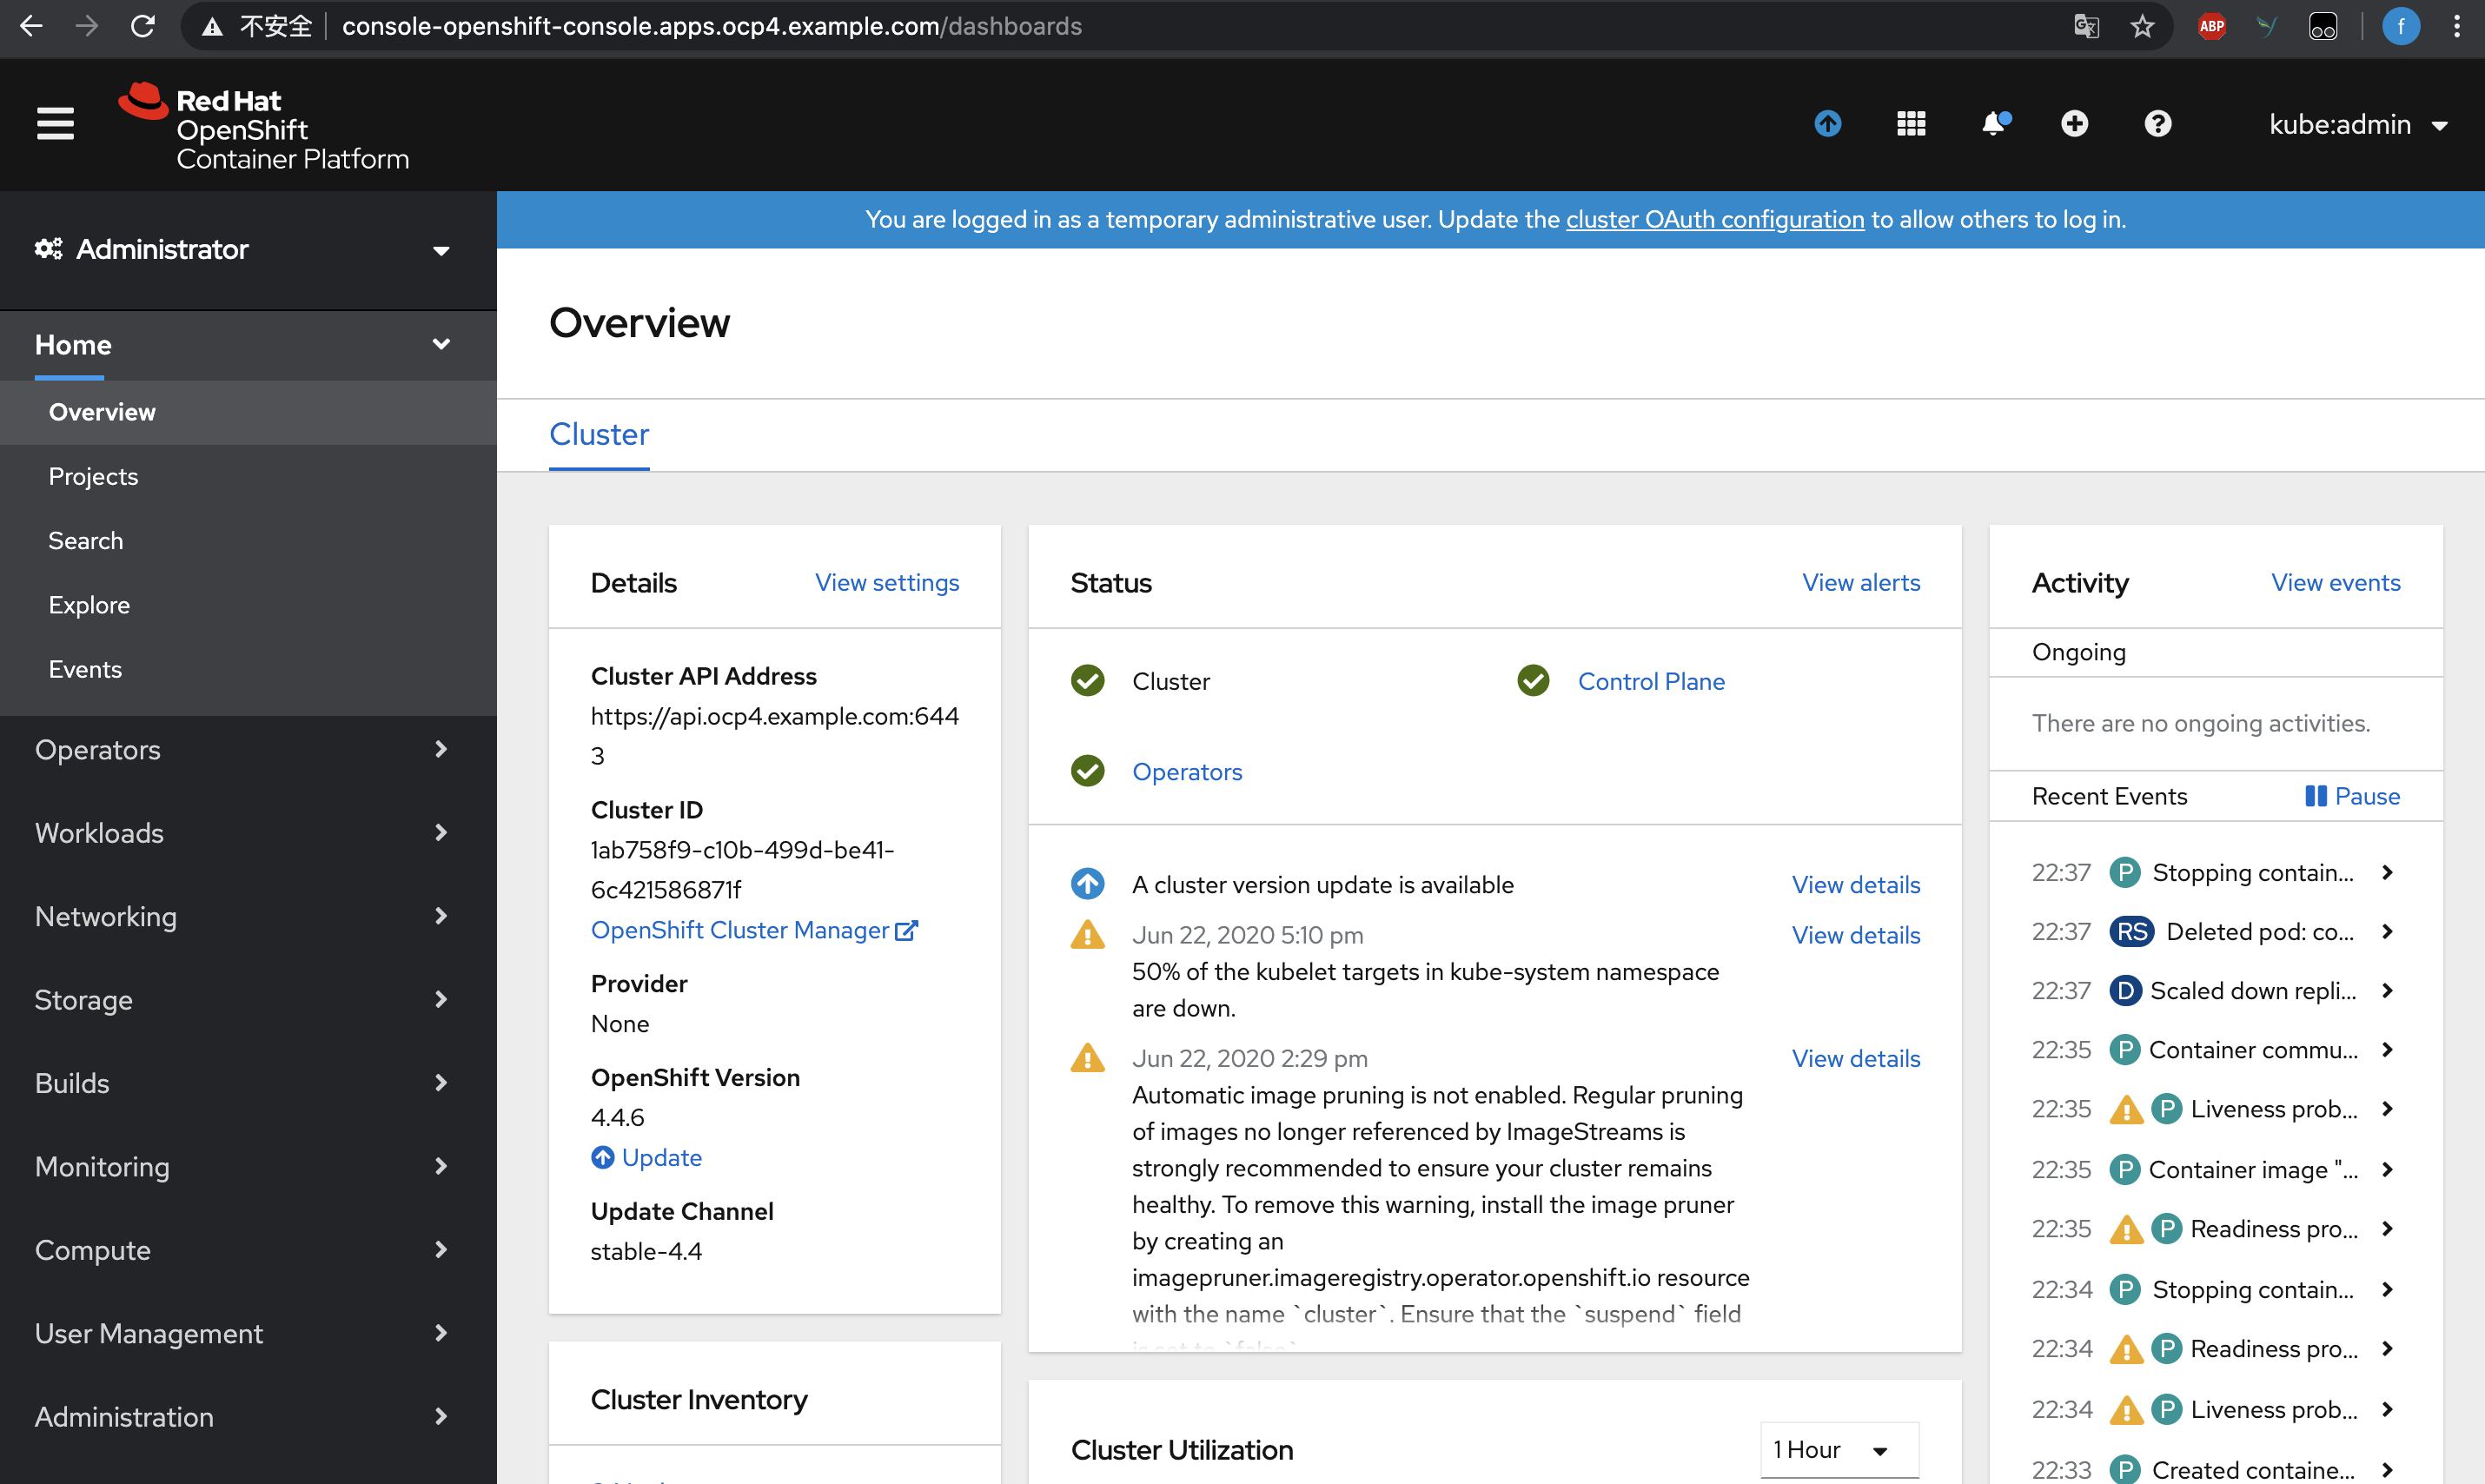 不安全
console-openshift-console.apps.ocp4.example.com/dashboards
ABP
f
Red Hat
OpenShift
Container Platform
kube:admin
Administrator
Home
Overview
Projects
Search
Explore
Events
Operators
Workloads
Networking
Storage
Builds
Monitoring
Compute
User Management
Administration
You are logged in as a temporary administrative user. Update the cluster OAuth configuration to allow others to log in.
Overview
Cluster
Details View settings
Cluster API Address
https://api.ocp4.example.com:644
3
Cluster ID
1ab758f9-c10b-499d-be41-
6c421586871f
OpenShift Cluster Manager
Provider
None
OpenShift Version
4.4.6
Update
Update Channel
stable-4.4
Cluster Inventory
Status View alerts
Cluster Control Plane
Operators
A cluster version update is available View details
Jun 22, 2020 5:10 pm View details
50% of the kubelet targets in kube-system namespace
are down.
Jun 22, 2020 2:29 pm View details
Automatic image pruning is not enabled. Regular pruning
of images no longer referenced by ImageStreams is
strongly recommended to ensure your cluster remains
healthy. To remove this warning, install the image pruner
by creating an
imagepruner.imageregistry.operator.openshift.io resource
with the name `cluster`. Ensure that the `suspend` field
is set to `false`
Cluster Utilization 1 Hour
Activity View events
Ongoing
There are no ongoing activities.
Recent Events Pause
22:37 P Stopping contain...
22:37 RS Deleted pod: co...
22:37 D Scaled down repli...
22:35 P Container commu...
22:35 P Liveness prob...
22:35 P Container image "...
22:35 P Readiness pro...
22:34 P Stopping contain...
22:34 P Readiness pro...
22:34 P Liveness prob...
22:33 P Created containe...